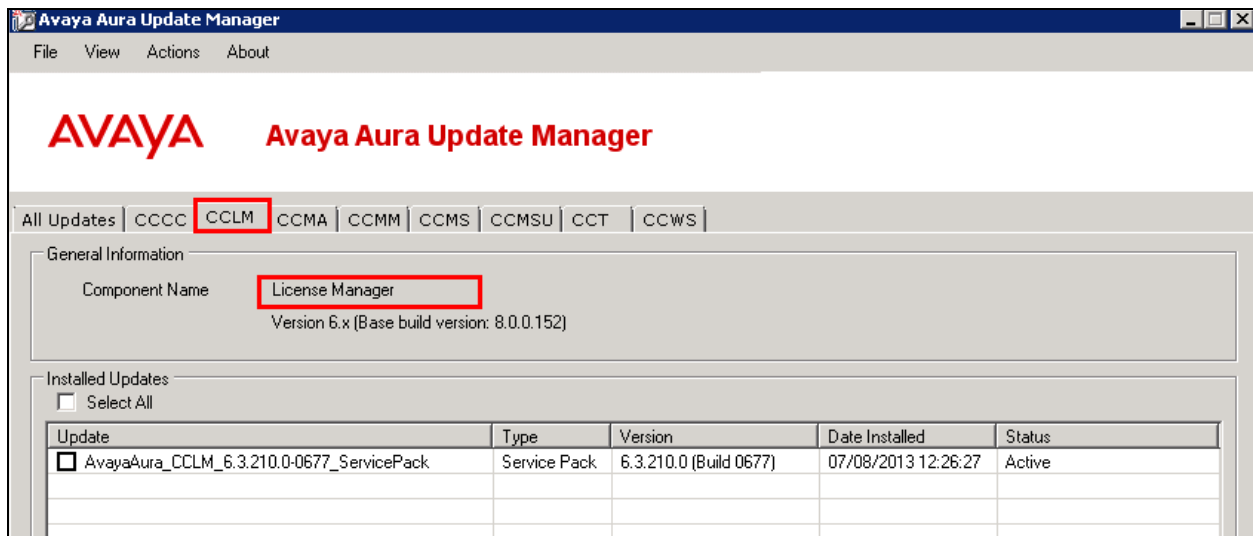 Avaya Aura Update Manager
File View Actions About
AVAYA Avaya Aura Update Manager
All Updates CCCC CCLM CCMA CCMM CCMS CCMSU CCT CCWS
General Information
Component Name License Manager
Version 6.x (Base build version: 8.0.0.152)
Installed Updates
Select All
Update Type Version Date Installed Status
AvayaAura_CCLM_6.3.210.0-0677_ServicePack Service Pack 6.3.210.0 (Build 0677) 07/08/2013 12:26:27 Active